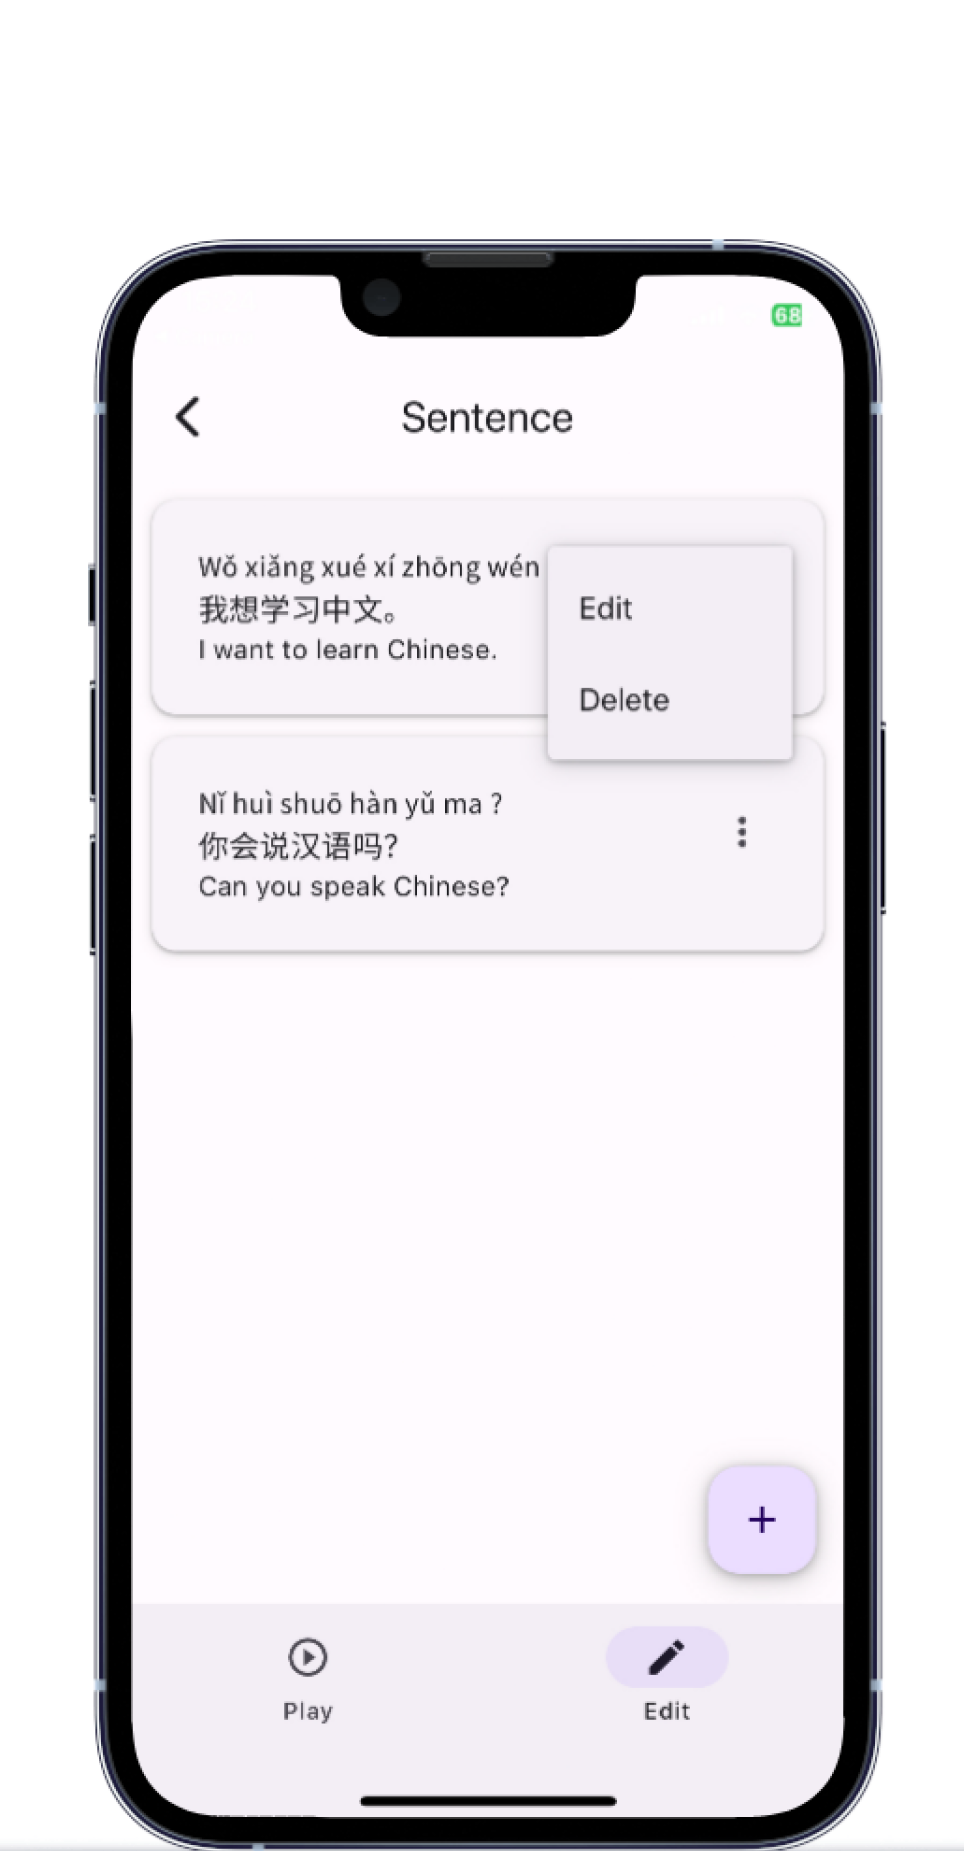 68
Sentence
Wǒ xiǎng xué xí zhōng wén
我想学习中文。
I want to learn Chinese.
Edit
Delete
Nǐ huì shuō hàn yǔ ma ?
你会说汉语吗?
Can you speak Chinese?
+
Play
Edit